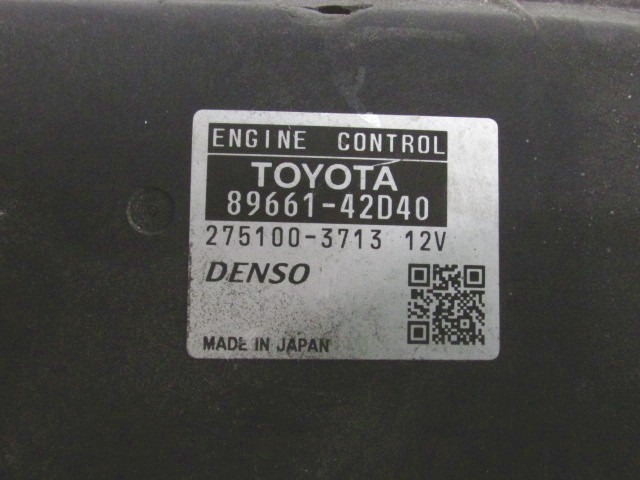 ENGINE CONTROL
TOYOTA
89661-42D40
275100-3713 12V
DENSO
MADE IN JAPAN